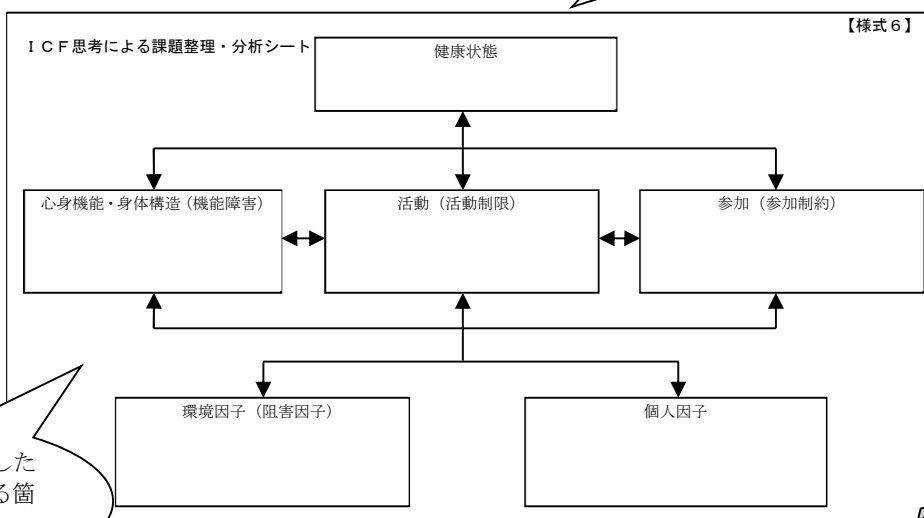 【様式６】
ＩＣＦ思考による課題整理・分析シート
健康状態
心身機能・身体構造（機能障害）
活動（活動制限）
参加（参加制約）
環境因子（阻害因子）
個人因子
した
る箇